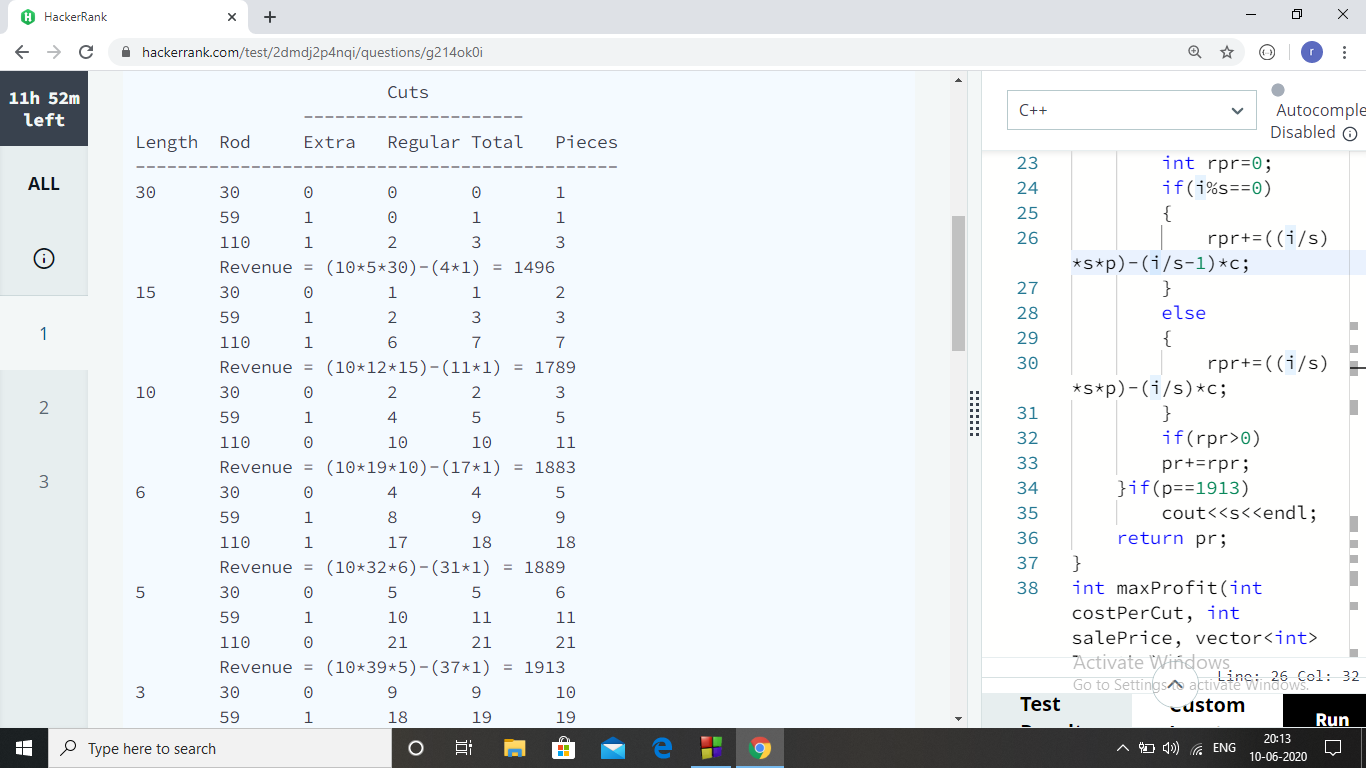 HackerRank
hackerrank.com/test/2dmdj2p4nqi/questions/g214ok0i
r
11h 52m
left
ALL
1
2
3
Cuts
---------------------
Length Rod Extra Regular Total Pieces
----------------------------------------------
30 30 0 0 0 1
59 1 0 1 1
110 1 2 3 3
Revenue = (10*5*30)-(4*1) = 1496
15 30 0 1 1 2
59 1 2 3 3
110 1 6 7 7
Revenue = (10*12*15)-(11*1) = 1789
10 30 0 2 2 3
59 1 4 5 5
110 0 10 10 11
Revenue = (10*19*10)-(17*1) = 1883
6 30 0 4 4 5
59 1 8 9 9
110 1 17 18 18
Revenue = (10*32*6)-(31*1) = 1889
5 30 0 5 5 6
59 1 10 11 11
110 0 21 21 21
Revenue = (10*39*5)-(37*1) = 1913
3 30 0 9 9 10
59 1 18 19 19
C++
Autocomple
Disabled
23 int rpr=0;
24 if(i%s==0)
25 {
26 rpr+=((i/s)
*s*p)-(i/s-1)*c;
27 }
28 else
29 {
30 rpr+=((i/s)
*s*p)-(i/s)*c;
31 }
32 if(rpr>0)
33 pr+=rpr;
34 }if(p==1913)
35 cout<<s<<endl;
36 return pr;
37 }
38 int maxProfit(int
costPerCut, int
salePrice, vector<int>
Activate Windows
Go to Settings to activate Windows.
Line: 26 Col: 32
Test
Custom
Run
Type here to search
ENG
20:13
10-06-2020